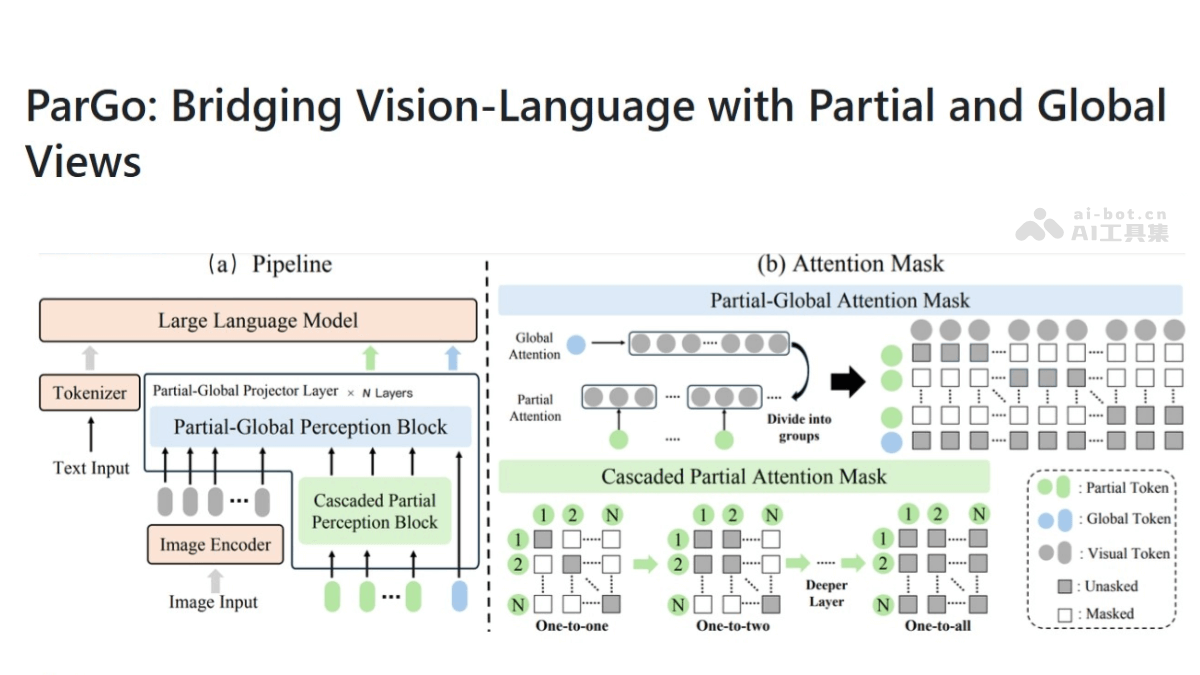 ParGo: Bridging Vision-Language with Partial and Global
Views
ai-bot.cn
AI工具集
(a) Pipeline
Large Language Model
Tokenizer
Text Input
Partial-Global Projector Layer × N Layers
Partial-Global Perception Block
Cascaded Partial
Perception Block
...
Image Encoder
Image Input
...
(b) Attention Mask
Partial-Global Attention Mask
Global
Attention
Partial
Attention
Divide into
groups
Cascaded Partial Attention Mask
1 2 N
1
2
N
One-to-one
1 2 N
1
2
N
One-to-two
Deeper
Layer
1 2 N
1
2
N
One-to-all
: Partial Token
: Global Token
: Visual Token
: Unasked
: Masked